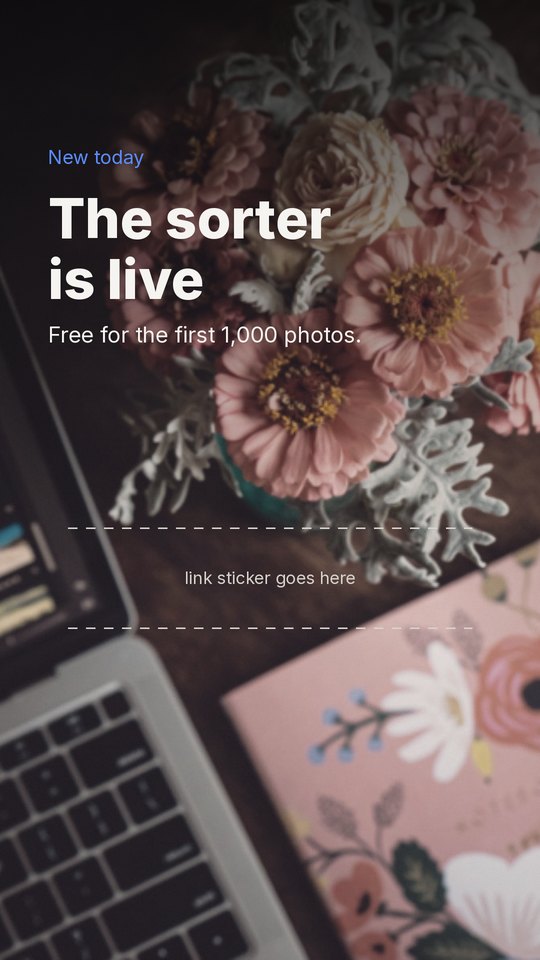 New today
The sorter
is live
Free for the first 1,000 photos.
link sticker goes here